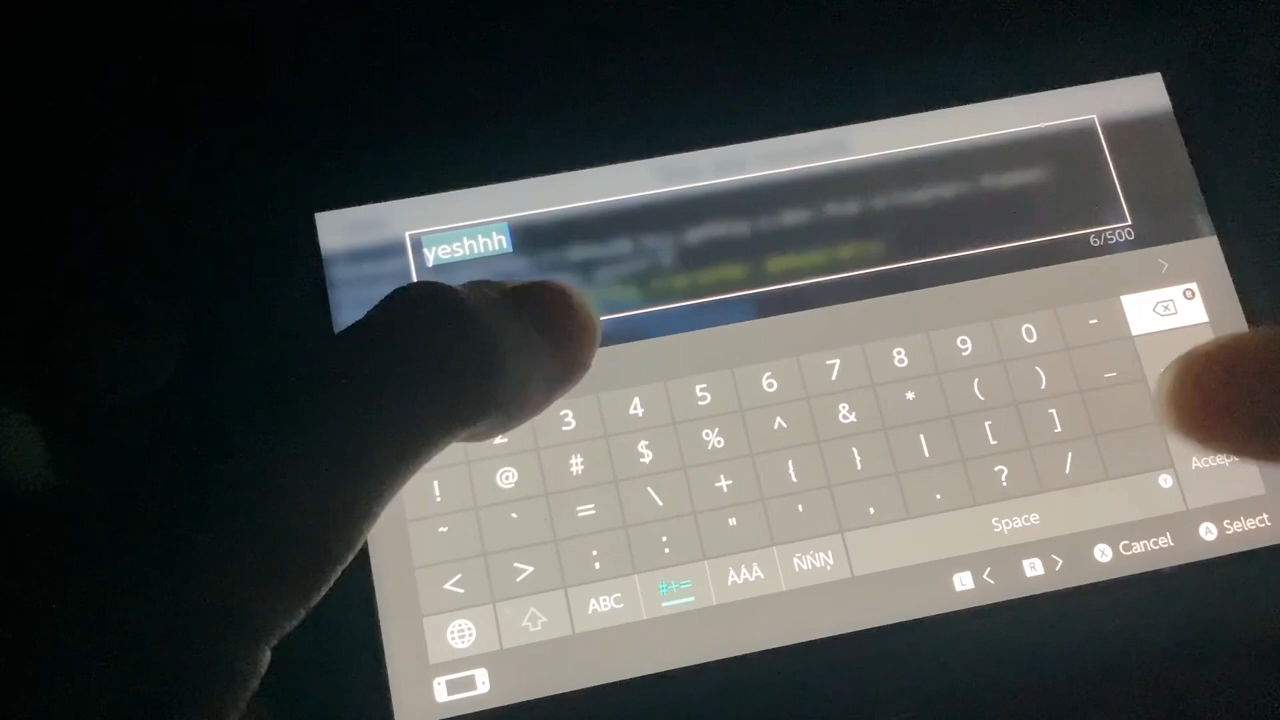 yeshhh
6/500
2 3 4 5 6 7 8 9 0 -
! @ # $ % ^ & * ( ) _
~ ` = \ + { } | [ ]
< > ; : " ' , . ? /
ABC #+= ÀÁÂ ÑŃŅ Space Y
Accept
L < R > X Cancel A Select